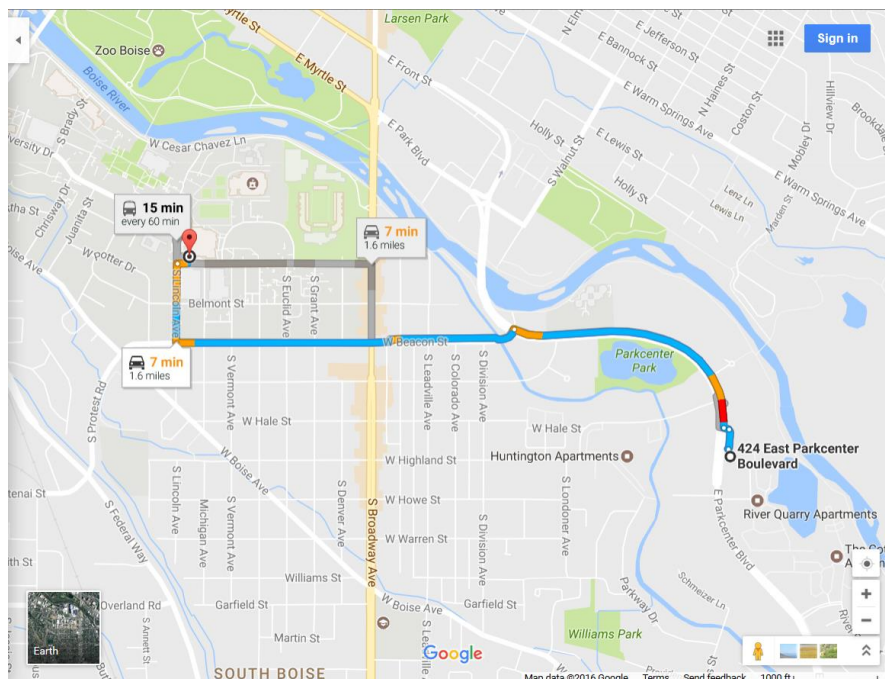 Myrtle St
Larsen Park
Sign in
E Jefferson St
E Bannock St
Zoo Boise
E Myrtle St
E Front St
N Haines St
Hillview Dr
E Warm Springs Ave
Coston St
Boise River
S Brady St
Mobley Dr
Holly St
E Lewis St
W Cesar Chavez Ln
E Park Blvd
S Walnut St
Holly St
E Warm Springs Ave
Chrisway Dr
Juanita St
Lenz Ln
Lewis Ln
Marden St
15 min
every 60 min
7 min
1.6 miles
S Lincoln Ave
Belmont St
S Euclid Ave
S Grant Ave
W Beacon St
7 min
1.6 miles
Parkcenter
Park
S Vermont Ave
S Leadville Ave
S Colorado Ave
S Division Ave
S Protest Rd
W Hale St
W Hale St
424 East Parkcenter
Boulevard
W Boise Ave
W Highland St
Huntington Apartments
S Lincoln Ave
Michigan Ave
S Vermont Ave
S Denver Ave
S Broadway Ave
W Howe St
S Londoner Ave
E Parkcenter Blvd
River Quarry Apartments
S Federal Way
W Warren St
S Division Ave
Williams St
Schmeizer Ln
Parkway Dr
Overland Rd
Garfield St
W Boise Ave
Garfield St
S Annett St
Martin St
Williams Park
Earth
Google
SOUTH BOISE
Map data ©2016 Google
Terms
Send feedback
1000 ft